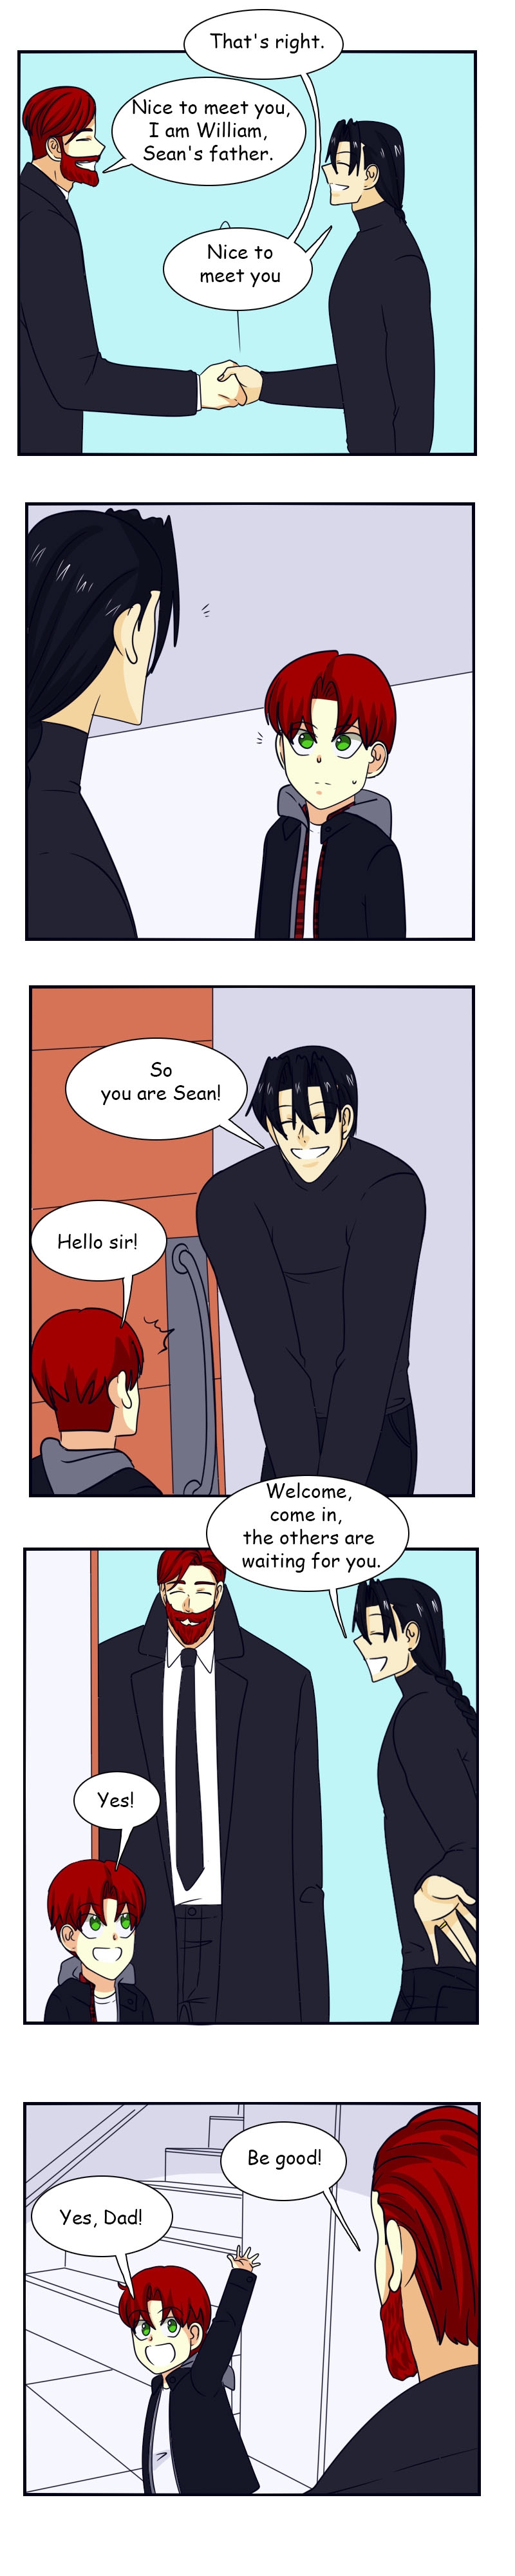 That's right.
Nice to meet you,
I am William,
Sean's father.
Nice to
meet you
So
you are Sean!
Hello sir!
Welcome,
come in,
the others are
waiting for you.
Yes!
Be good!
Yes, Dad!